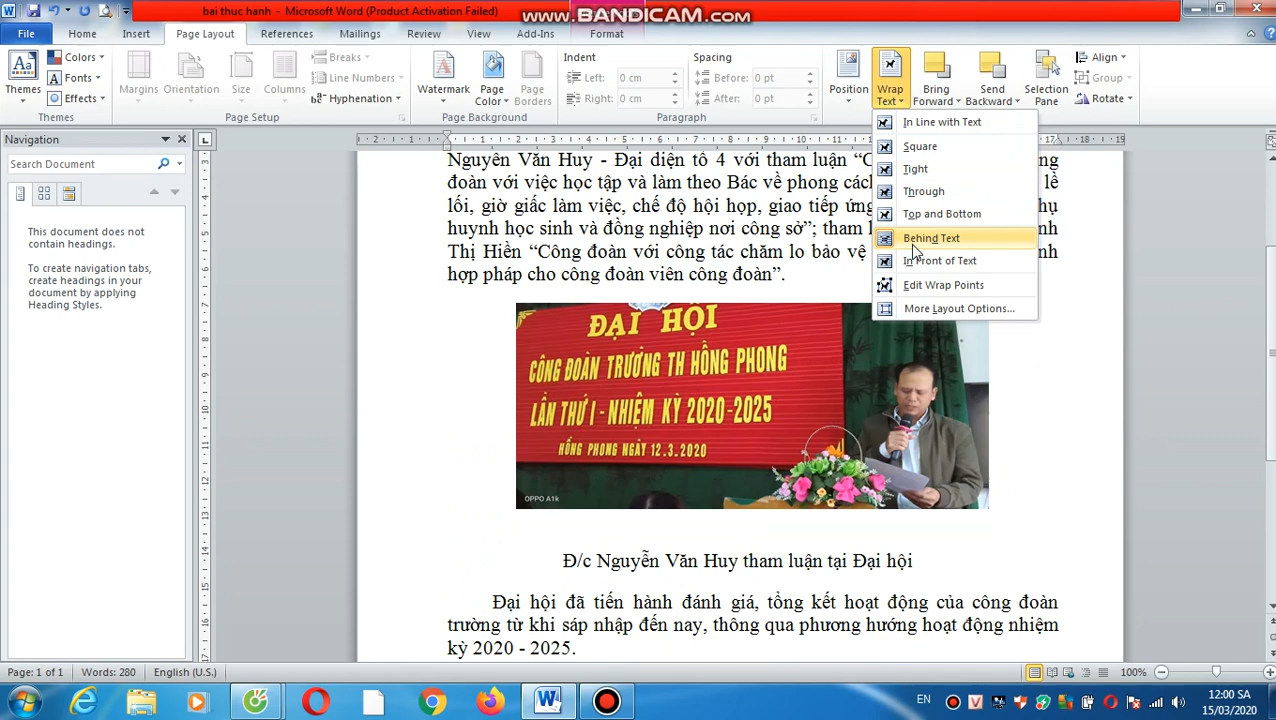 bai thuc hanh - Microsoft Word (Product Activation Failed)
www.BANDICAM.com
File Home Insert Page Layout References Mailings Review View Add-Ins Format
Themes
Colors
Fonts
Effects
Themes
Margins
Orientation
Size
Columns
Breaks
Line Numbers
Hyphenation
Page Setup
Watermark
Page Color
Page Borders
Page Background
Indent
Left: 0 cm
Right: 0 cm
Spacing
Before: 0 pt
After: 0 pt
Paragraph
Position
Wrap Text
Bring Forward
Send Backward
Selection Pane
Align
Group
Rotate
In Line with Text
Square
Tight
Through
Top and Bottom
Behind Text
In Front of Text
Edit Wrap Points
More Layout Options...
Navigation
Search Document
This document does not contain headings.
To create navigation tabs, create headings in your document by applying Heading Styles.
Nguyên Văn Huy - Đại diện tổ 4 với tham luận “C ng
đoàn với việc học tập và làm theo Bác về phong các lề
lối, giờ giấc làm việc, chế độ hội họp, giao tiếp ứn hụ
huynh học sinh và đồng nghiệp nơi công sở”; tham l nh
Thị Hiền “Công đoàn với công tác chăm lo bảo vệ
hợp pháp cho công đoàn viên công đoàn”.
ĐẠI HỘI
CÔNG ĐOÀN TRƯỜNG TH HỒNG PHONG
LẦN THỨ I - NHIỆM KỲ 2020-2025
HỒNG PHONG NGÀY 12.3.2020
OPPO A1k
Đ/c Nguyễn Văn Huy tham luận tại Đại hội
Đại hội đã tiến hành đánh giá, tổng kết hoạt động của công đoàn
trường từ khi sáp nhập đến nay, thông qua phương hướng hoạt động nhiệm
kỳ 2020 - 2025.
Page: 1 of 1 Words: 280 English (U.S.) 100%
EN 12:00 SA
15/03/2020